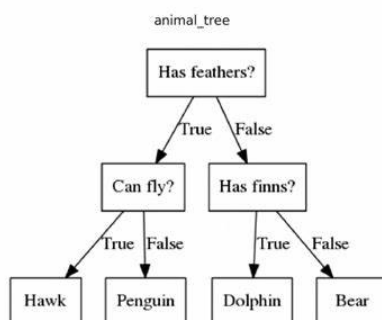 animal_tree
Has feathers?
True False
Can fly? Has finns?
True False True False
Hawk Penguin Dolphin Bear